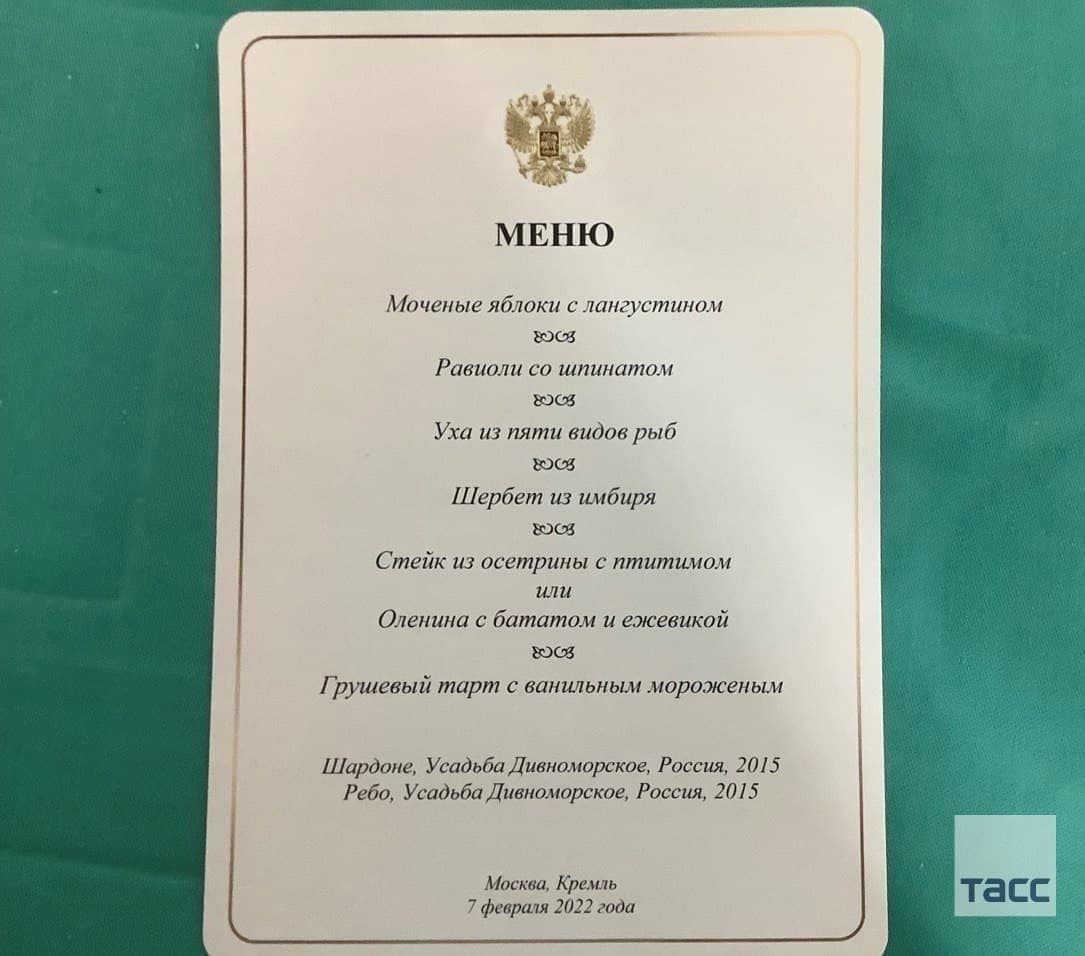 МЕНЮ
Моченые яблоки с лангустином
Равиоли со шпинатом
Уха из пяти видов рыб
Шербет из имбиря
Стейк из осетрины с птитимом
или
Оленина с бататом и ежевикой
Грушевый тарт с ванильным мороженым
Шардоне, Усадьба Дивноморское, Россия, 2015
Ребо, Усадьба Дивноморское, Россия, 2015
Москва, Кремль
7 февраля 2022 года
ТАСС